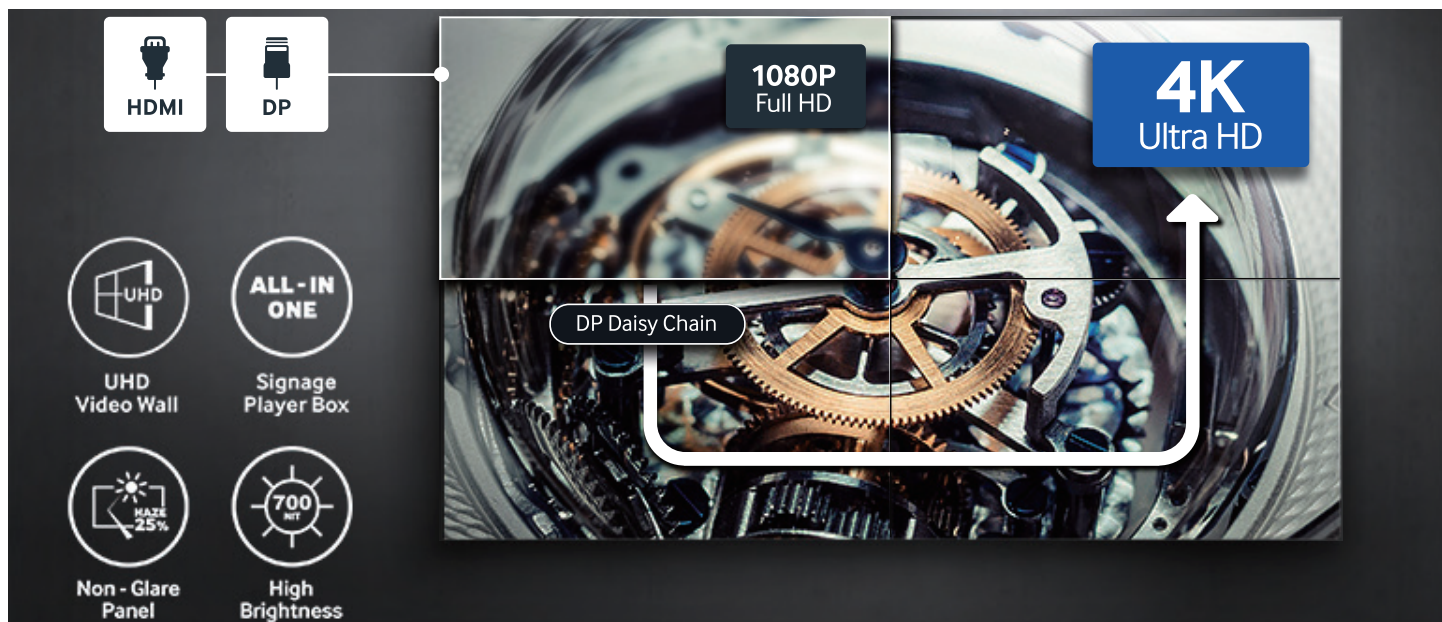 HDMI
DP
1080P
Full HD
4K
Ultra HD
DP Daisy Chain
UHD
UHD
Video Wall
ALL-IN
ONE
Signage
Player Box
HAZE
25%
Non - Glare
Panel
700
NIT
High
Brightness